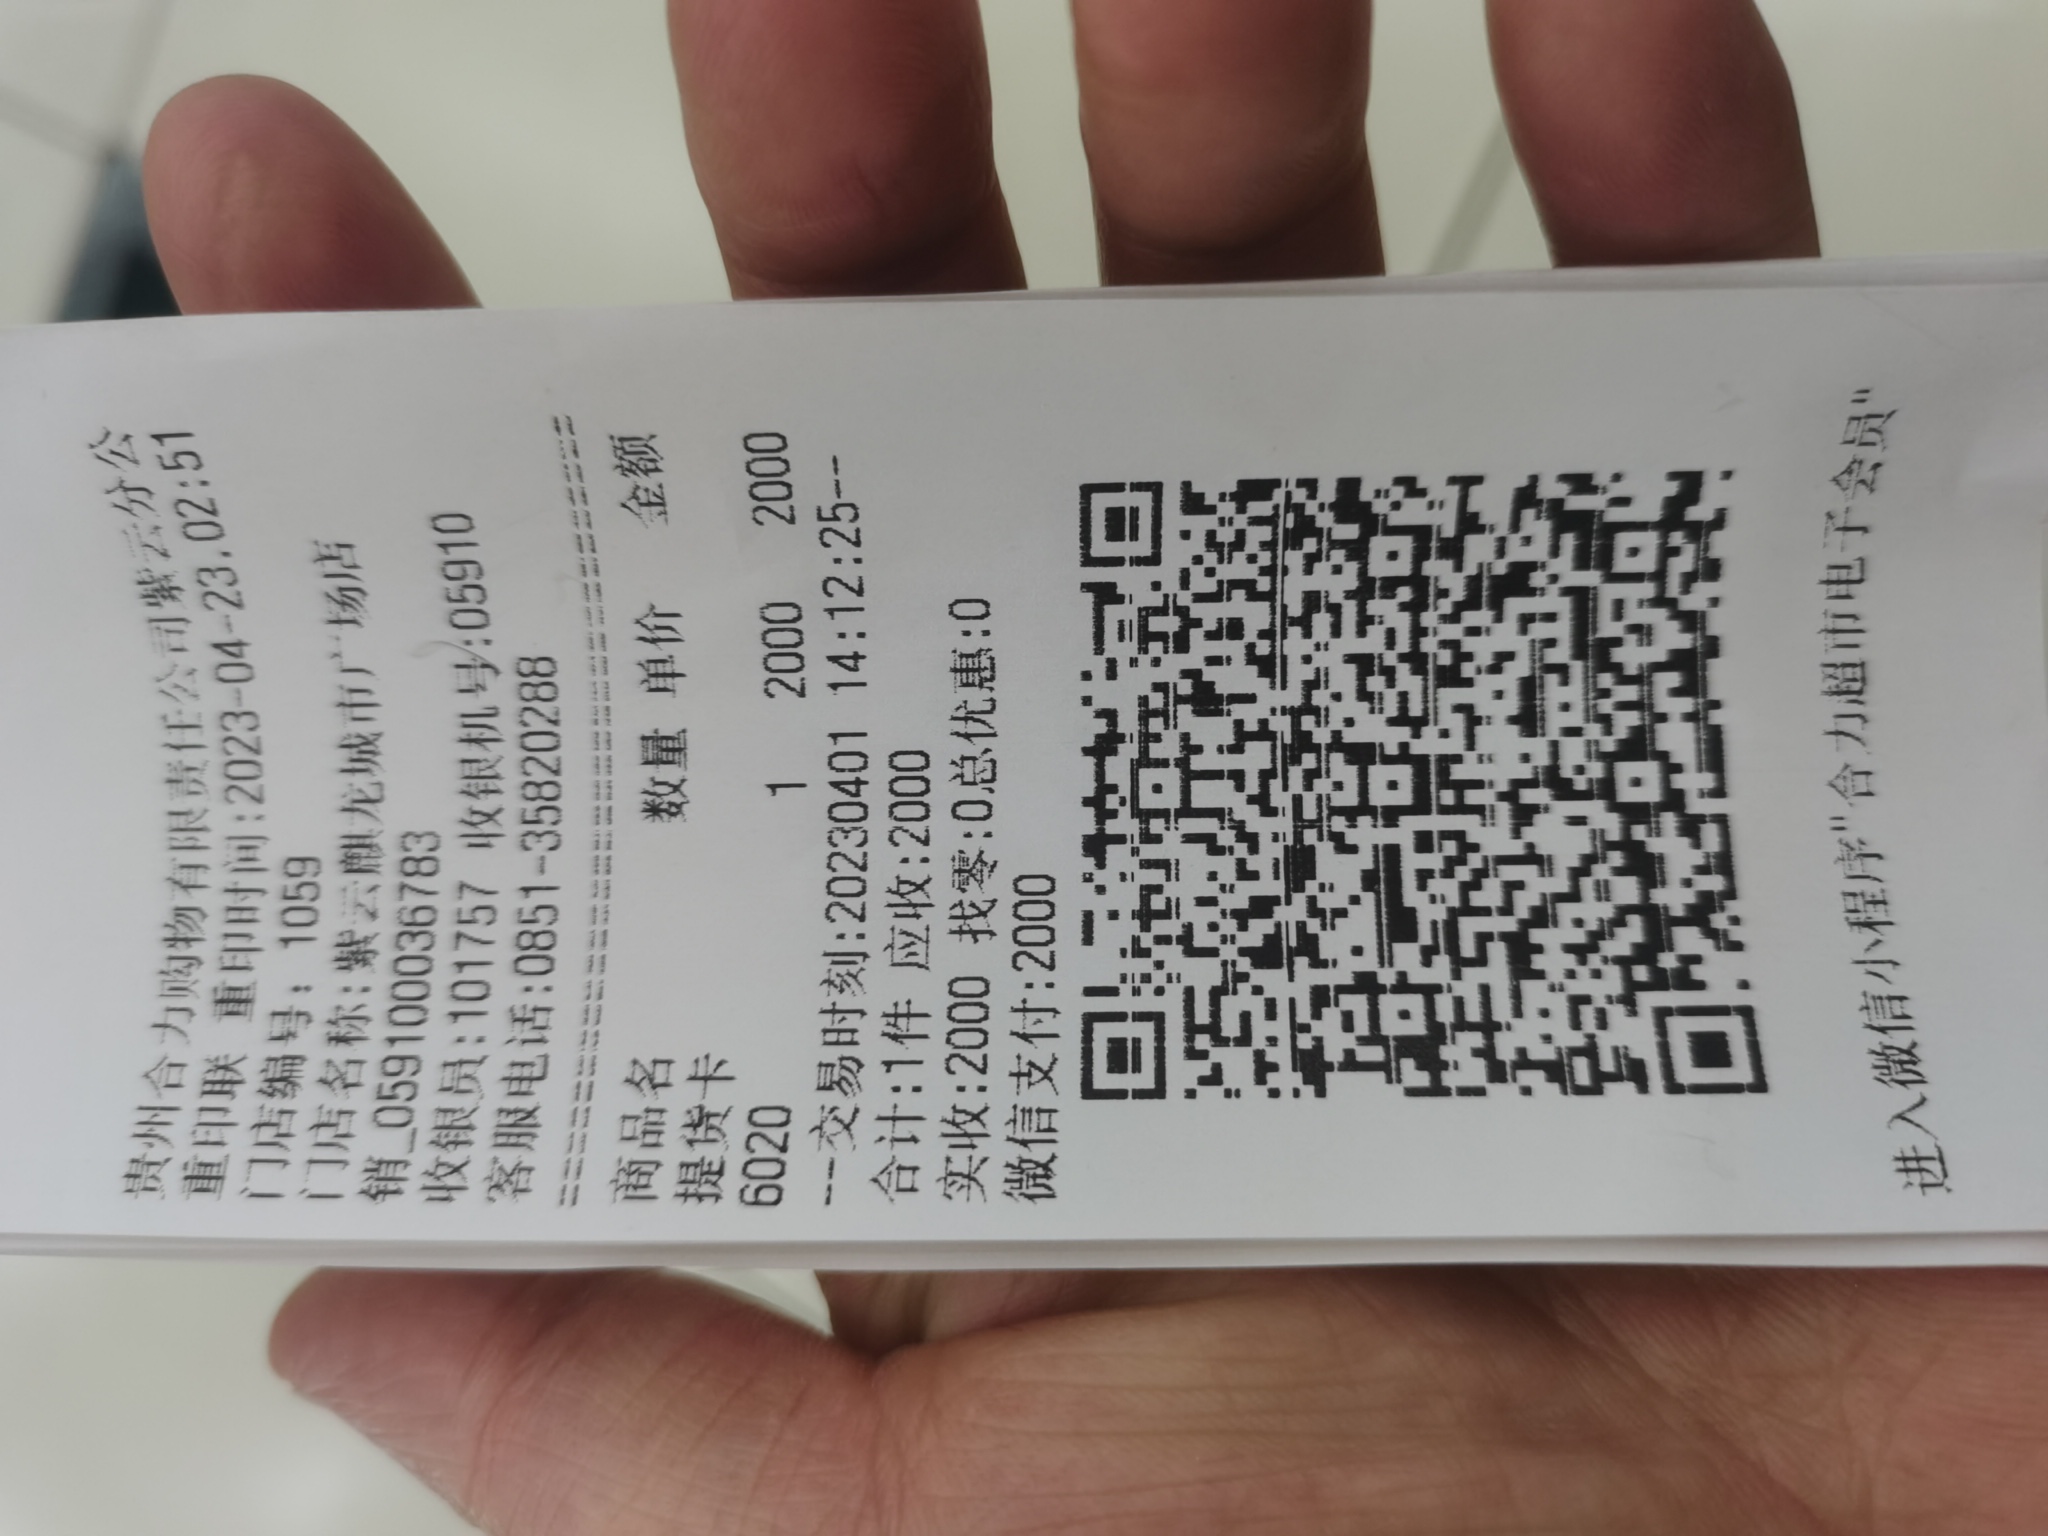 贵州合力购物有限责任公司紫云分公
重印联 重印时间:2023-04-23.02:51
门店编号: 1059
门店名称:紫云麒龙城市广场店
销_0591000036783
收银员:101757 收银机号:05910
客服电话:0851-35820288
==============================
商品名 数量 单价 金额
提货卡
6020 1 2000 2000
--交易时刻:20230401 14:12:25--
合计:1件 应收:2000
实收:2000 找零:0总优惠:0
微信支付:2000
进入微信小程序"合力超市电子会员"